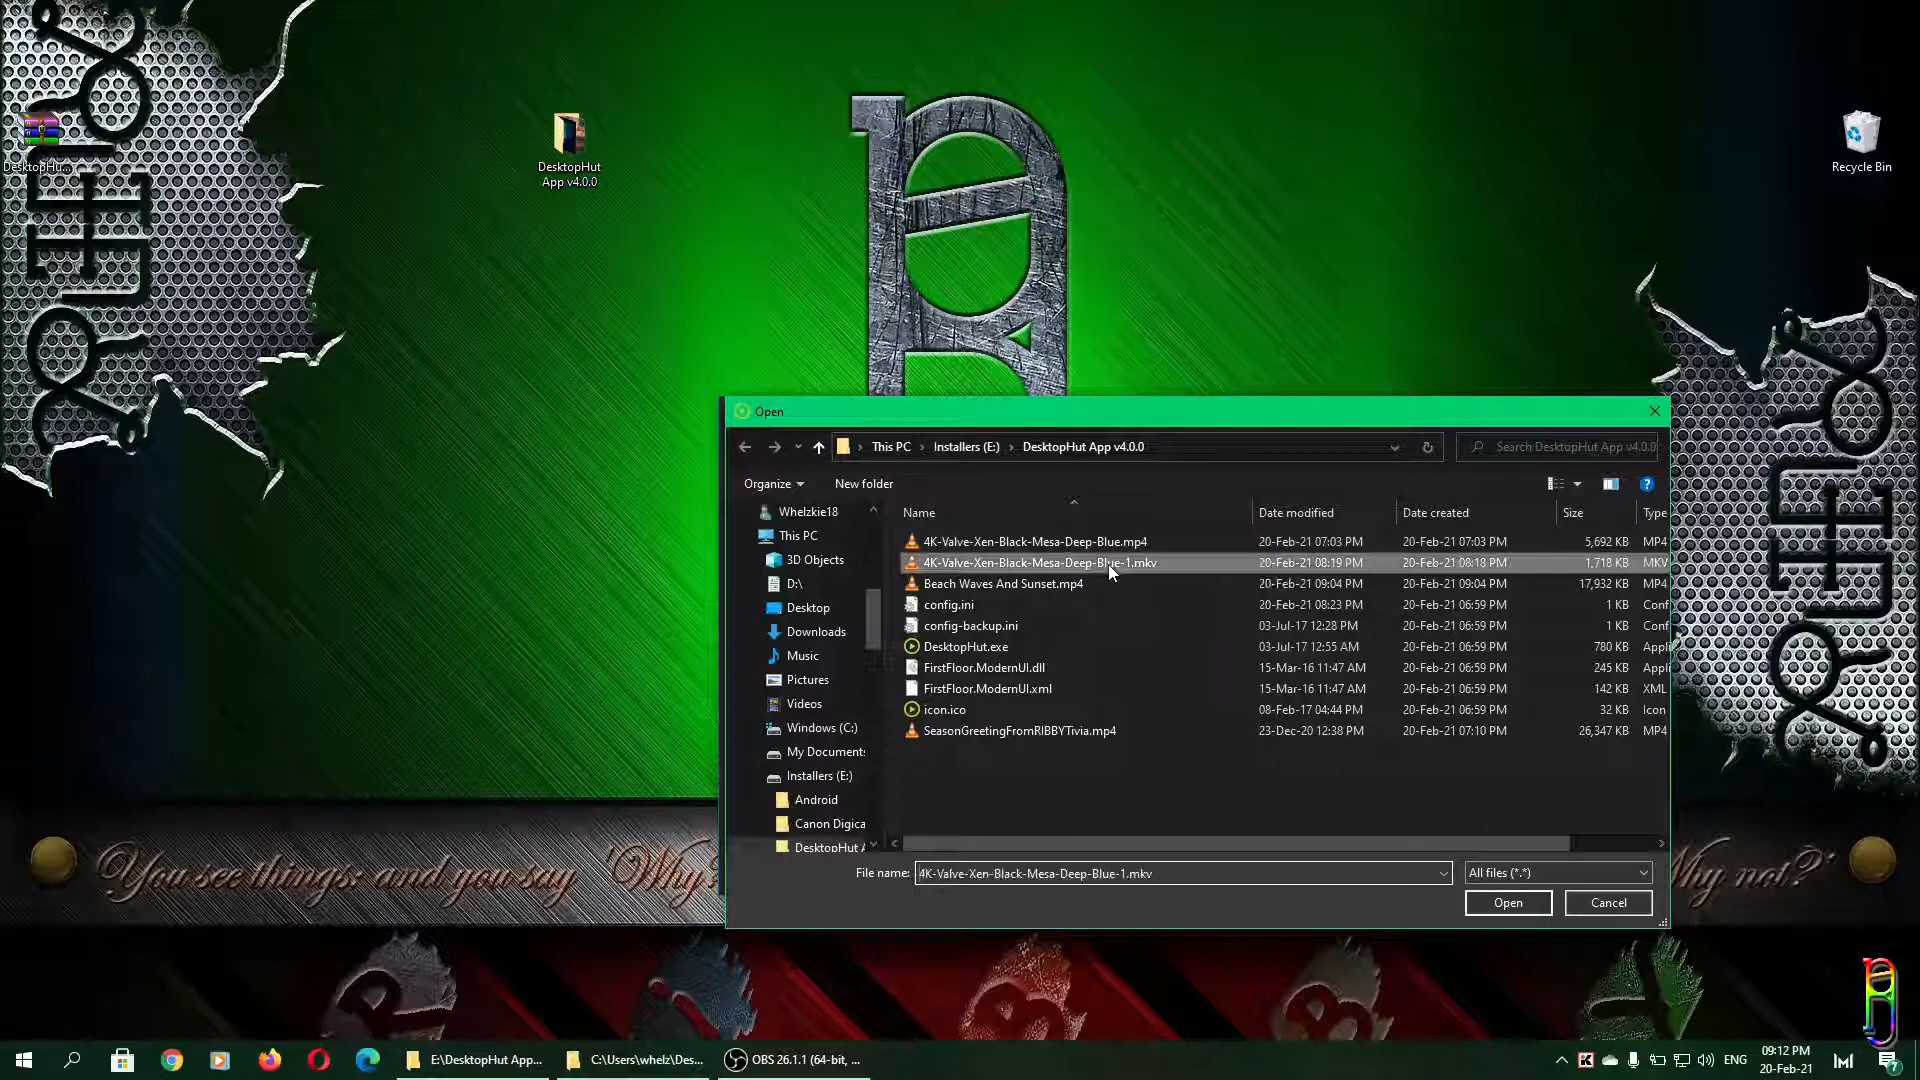 DesktopHu...
DesktopHut
App v4.0.0
Recycle Bin
Open
This PC
Installers (E:)
DesktopHut App v4.0.0
Search DesktopHut App v4.0.0
Organize
New folder
Name
Date modified
Date created
Size
Type
Whelzkie18
This PC
3D Objects
D:\
Desktop
Downloads
Music
Pictures
Videos
Windows (C:)
My Document
Installers (E:)
Android
Canon Digica
DesktopHut A
4K-Valve-Xen-Black-Mesa-Deep-Blue.mp4 20-Feb-21 07:03 PM 20-Feb-21 07:03 PM 5,692 KB MP4
4K-Valve-Xen-Black-Mesa-Deep-Blue-1.mkv 20-Feb-21 08:19 PM 20-Feb-21 08:18 PM 1,718 KB MKV
Beach Waves And Sunset.mp4 20-Feb-21 09:04 PM 20-Feb-21 09:04 PM 17,932 KB MP4
config.ini 20-Feb-21 08:23 PM 20-Feb-21 06:59 PM 1 KB Conf
config-backup.ini 03-Jul-17 12:28 PM 20-Feb-21 06:59 PM 1 KB Conf
DesktopHut.exe 03-Jul-17 12:55 AM 20-Feb-21 06:59 PM 780 KB Appli
FirstFloor.ModernUI.dll 15-Mar-16 11:47 AM 20-Feb-21 06:59 PM 245 KB Appli
FirstFloor.ModernUI.xml 15-Mar-16 11:47 AM 20-Feb-21 06:59 PM 142 KB XML
icon.ico 08-Feb-17 04:44 PM 20-Feb-21 06:59 PM 32 KB Icon
SeasonGreetingFromRIBBYTivia.mp4 23-Dec-20 12:38 PM 20-Feb-21 07:10 PM 26,347 KB MP4
File name: 4K-Valve-Xen-Black-Mesa-Deep-Blue-1.mkv
All files (*.*)
Open
Cancel
You see things; and you say 'Why? Why not?'
E:\DesktopHut App...
C:\Users\whelz\Des...
OBS 26.1.1 (64-bit, ...
ENG
09:12 PM
20-Feb-21
7